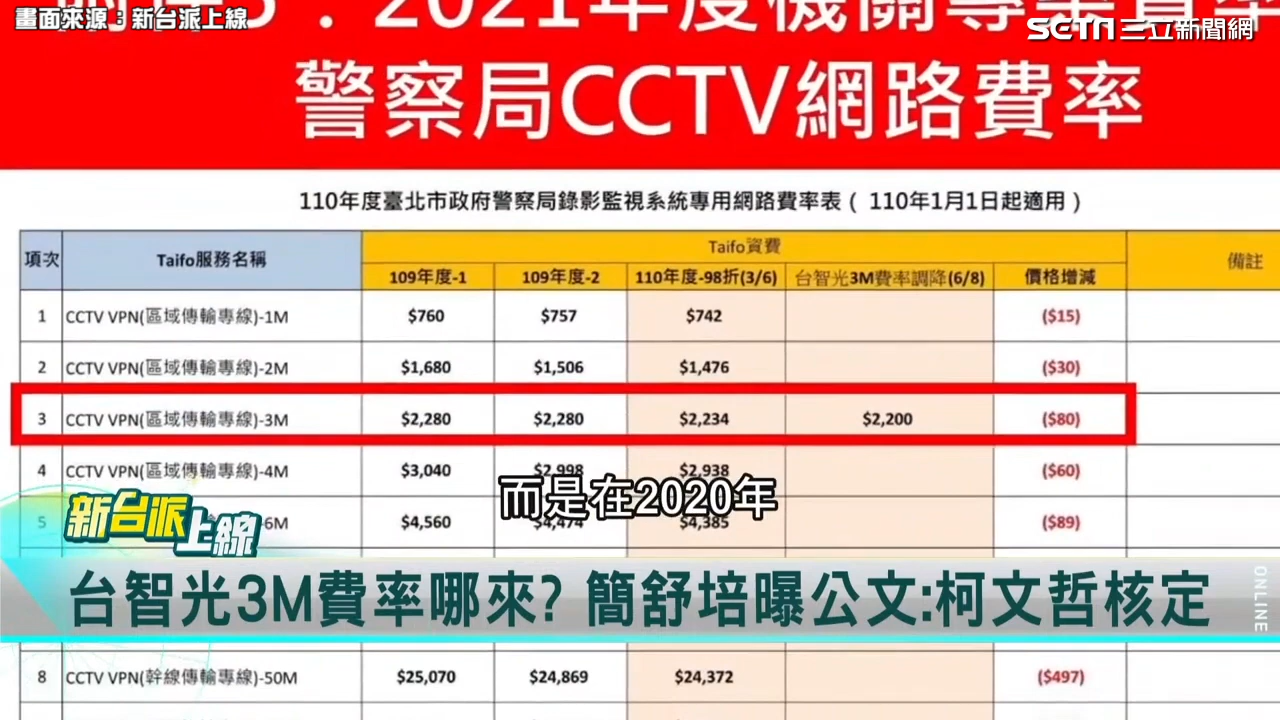 畫面來源：新台派上線
SETN三立新聞網
3：2021年度機關專業費率
警察局CCTV網路費率
110年度臺北市政府警察局錄影監視系統專用網路費率表（ 110年1月1日起適用）
項次 Taifo服務名稱 Taifo資費 備註
109年度-1 109年度-2 110年度-98折(3/6) 台智光3M費率調降(6/8) 價格增減
1 CCTV VPN(區域傳輸專線)-1M $760 $757 $742 ($15)
2 CCTV VPN(區域傳輸專線)-2M $1,680 $1,506 $1,476 ($30)
3 CCTV VPN(區域傳輸專線)-3M $2,280 $2,280 $2,234 $2,200 ($80)
4 CCTV VPN(區域傳輸專線)-4M $3,040 $2,998 $2,938 ($60)
而是在2020年
5 -6M $4,560 $4,474 $4,385 ($89)
新台派上線
台智光3M費率哪來? 簡舒培曝公文:柯文哲核定
ONLINE
8 CCTV VPN(幹線傳輸專線)-50M $25,070 $24,869 $24,372 ($497)